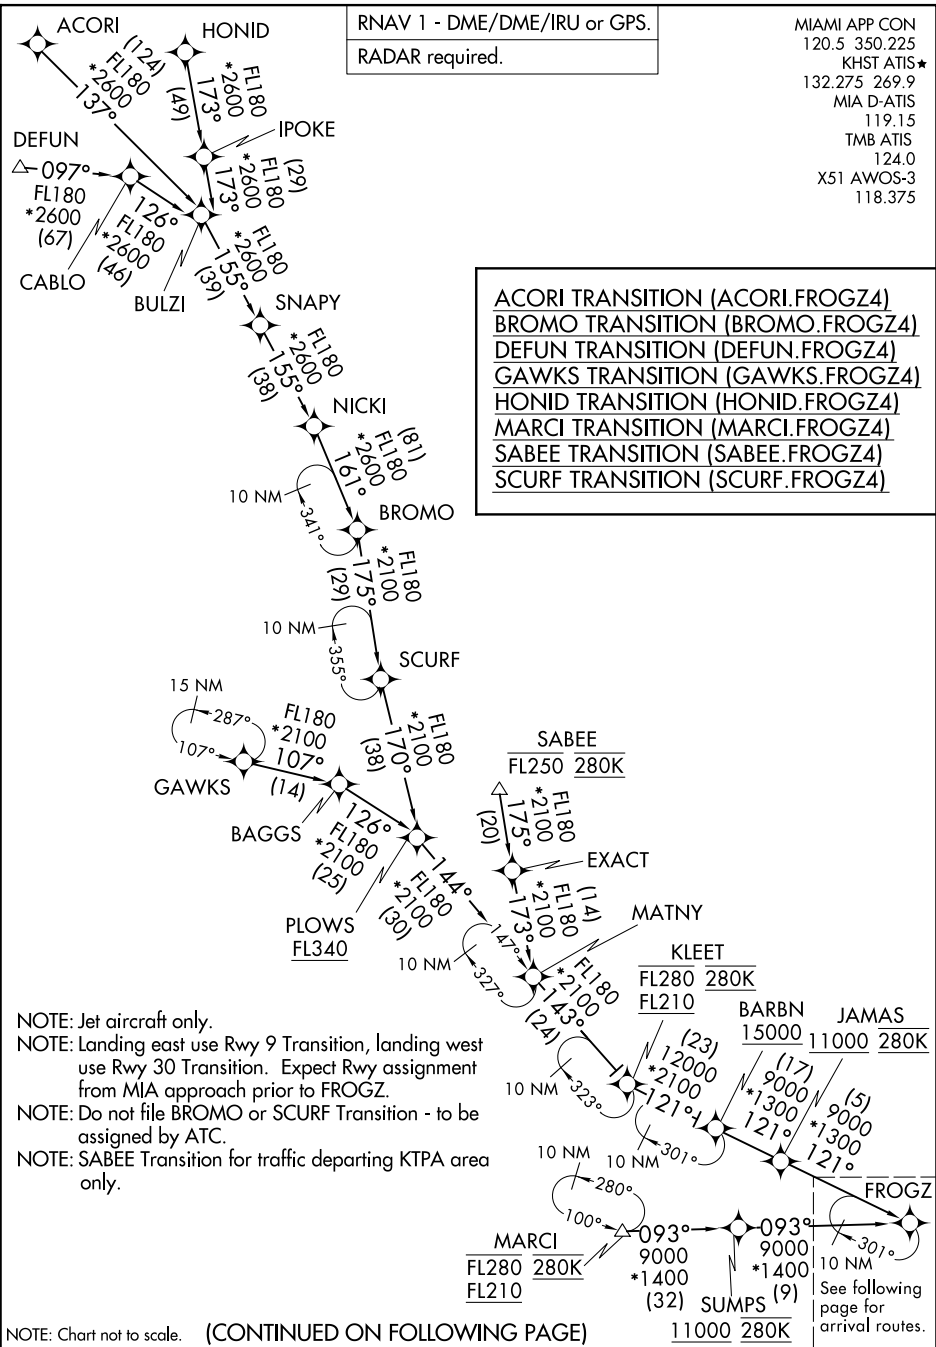 RNAV 1 - DME/DME/IRU or GPS.
RADAR required.
MIAMI APP CON
120.5 350.225
KHST ATIS★
132.275 269.9
MIA D-ATIS
119.15
TMB ATIS
124.0
X51 AWOS-3
118.375
ACORI
(124)
FL180
*2600
137°
HONID
FL180
*2600
173°
(49)
IPOKE
(29)
FL180
*2600
173°
DEFUN
097°
FL180
*2600
(67)
CABLO
126°
FL180
*2600
(46)
BULZI
FL180
*2600
155°
(39)
SNAPY
FL180
*2600
155°
(38)
NICKI
(81)
FL180
*2600
161°
10 NM
341°
BROMO
FL180
*2100
175°
(29)
10 NM
355°
SCURF
FL180
*2100
170°
(38)
ACORI TRANSITION (ACORI.FROGZ4)
BROMO TRANSITION (BROMO.FROGZ4)
DEFUN TRANSITION (DEFUN.FROGZ4)
GAWKS TRANSITION (GAWKS.FROGZ4)
HONID TRANSITION (HONID.FROGZ4)
MARCI TRANSITION (MARCI.FROGZ4)
SABEE TRANSITION (SABEE.FROGZ4)
SCURF TRANSITION (SCURF.FROGZ4)
15 NM
287°
107°
GAWKS
FL180
*2100
107°
(14)
BAGGS
126°
FL180
*2100
(25)
PLOWS
FL340
144°
FL180
*2100
(30)
SABEE
FL250 280K
FL180
*2100
175°
(20)
EXACT
(14)
FL180
*2100
173°
MATNY
147°
327°
10 NM
FL180
*2100
143°
(24)
KLEET
FL280 280K
FL210
10 NM
323°
(23)
12000
*2100
121°
BARBN
15000
10 NM
301°
(17)
9000
*1300
121°
JAMAS
11000 280K
(5)
9000
*1300
121°
FROGZ
301°
10 NM
See following
page for
arrival routes.
10 NM
280°
100°
MARCI
FL280 280K
FL210
093°
9000
*1400
(32)
SUMPS
11000 280K
093°
9000
*1400
(9)
NOTE: Jet aircraft only.
NOTE: Landing east use Rwy 9 Transition, landing west
use Rwy 30 Transition. Expect Rwy assignment
from MIA approach prior to FROGZ.
NOTE: Do not file BROMO or SCURF Transition - to be
assigned by ATC.
NOTE: SABEE Transition for traffic departing KTPA area
only.
NOTE: Chart not to scale.
(CONTINUED ON FOLLOWING PAGE)